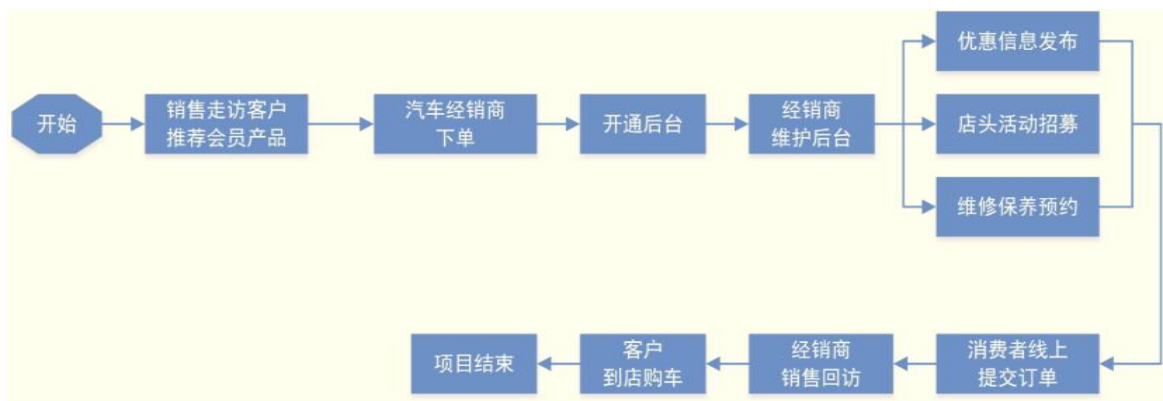 开始
销售走访客户
推荐会员产品
汽车经销商
下单
开通后台
经销商
维护后台
优惠信息发布
店头活动招募
维修保养预约
消费者线上
提交订单
经销商
销售回访
客户
到店购车
项目结束